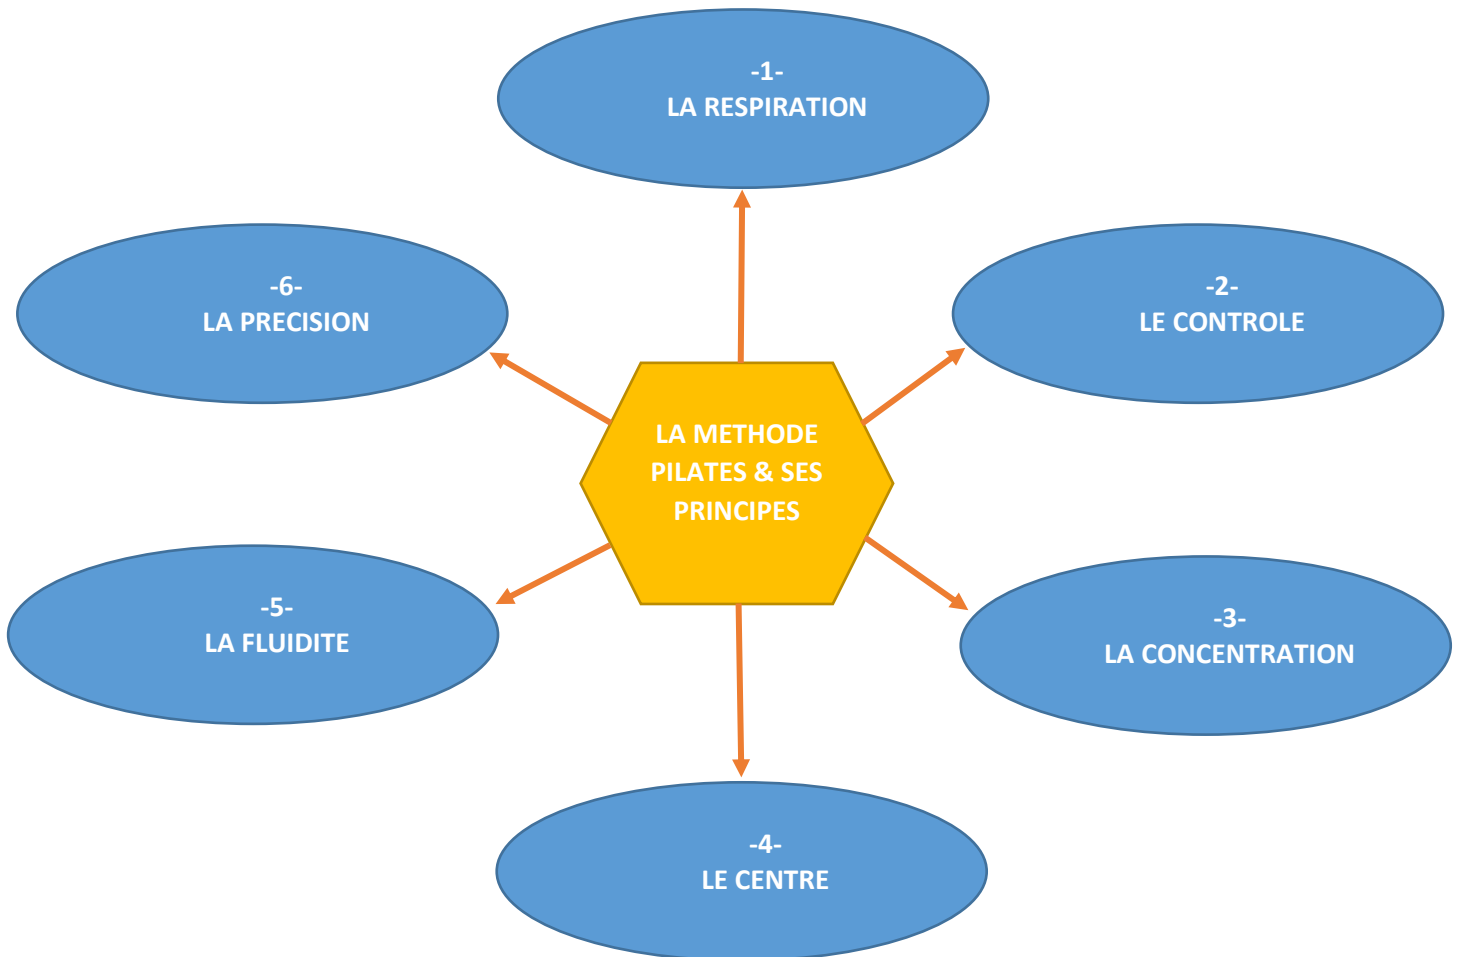 -1-
LA RESPIRATION
-6-
LA PRECISION
-2-
LE CONTROLE
LA METHODE
PILATES & SES
PRINCIPES
-5-
LA FLUIDITE
-3-
LA CONCENTRATION
-4-
LE CENTRE